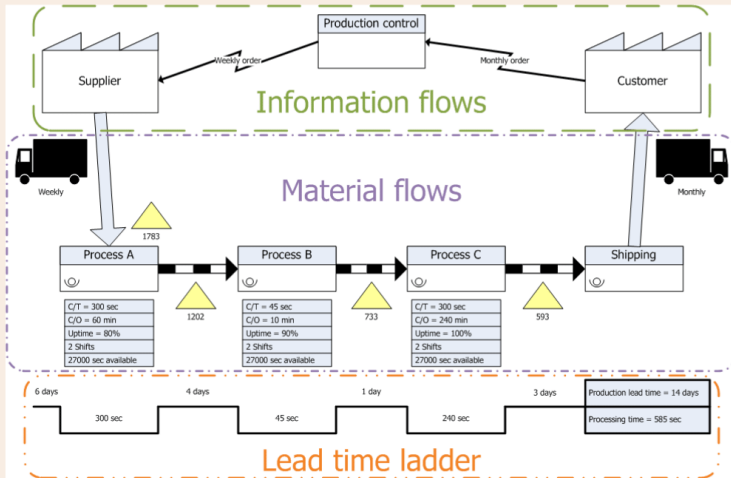 Production control
Weekly order
Monthly order
Supplier
Customer
Information flows
Material flows
Weekly
Monthly
1783
Process A
Process B
Process C
Shipping
1202
733
593
C/T = 300 sec
C/O = 60 min
Uptime = 80%
2 Shifts
27000 sec available
C/T = 45 sec
C/O = 10 min
Uptime = 90%
2 Shifts
27000 sec available
C/T = 300 sec
C/O = 240 min
Uptime = 100%
2 Shifts
27000 sec available
6 days
4 days
1 day
3 days
Production lead time = 14 days
300 sec
45 sec
240 sec
Processing time = 585 sec
Lead time ladder